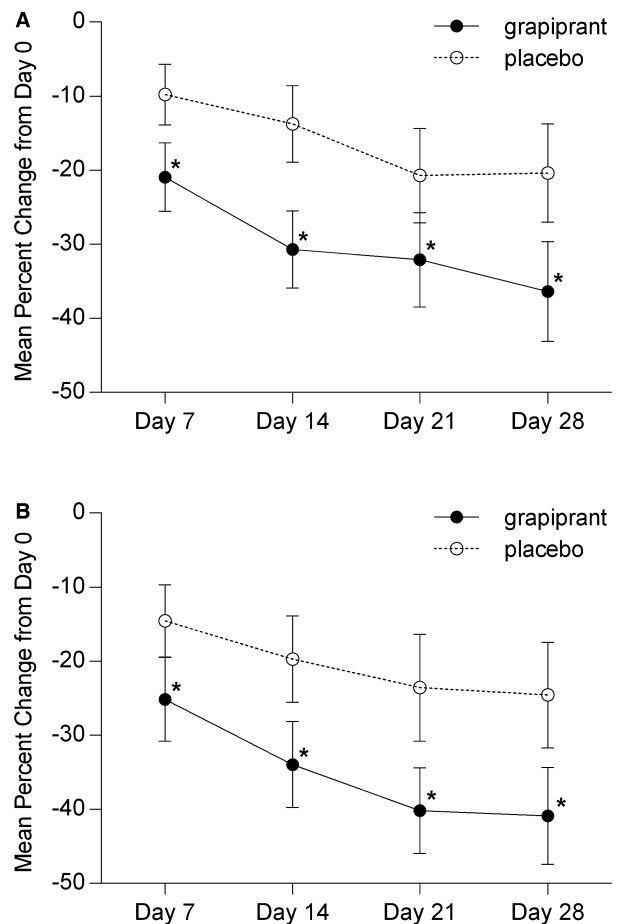 A
grapiprant
placebo
Mean Percent Change from Day 0
0
-10
-20
-30
-40
-50
*
*
*
*
Day 7 Day 14 Day 21 Day 28
B
grapiprant
placebo
Mean Percent Change from Day 0
0
-10
-20
-30
-40
-50
*
*
*
*
Day 7 Day 14 Day 21 Day 28